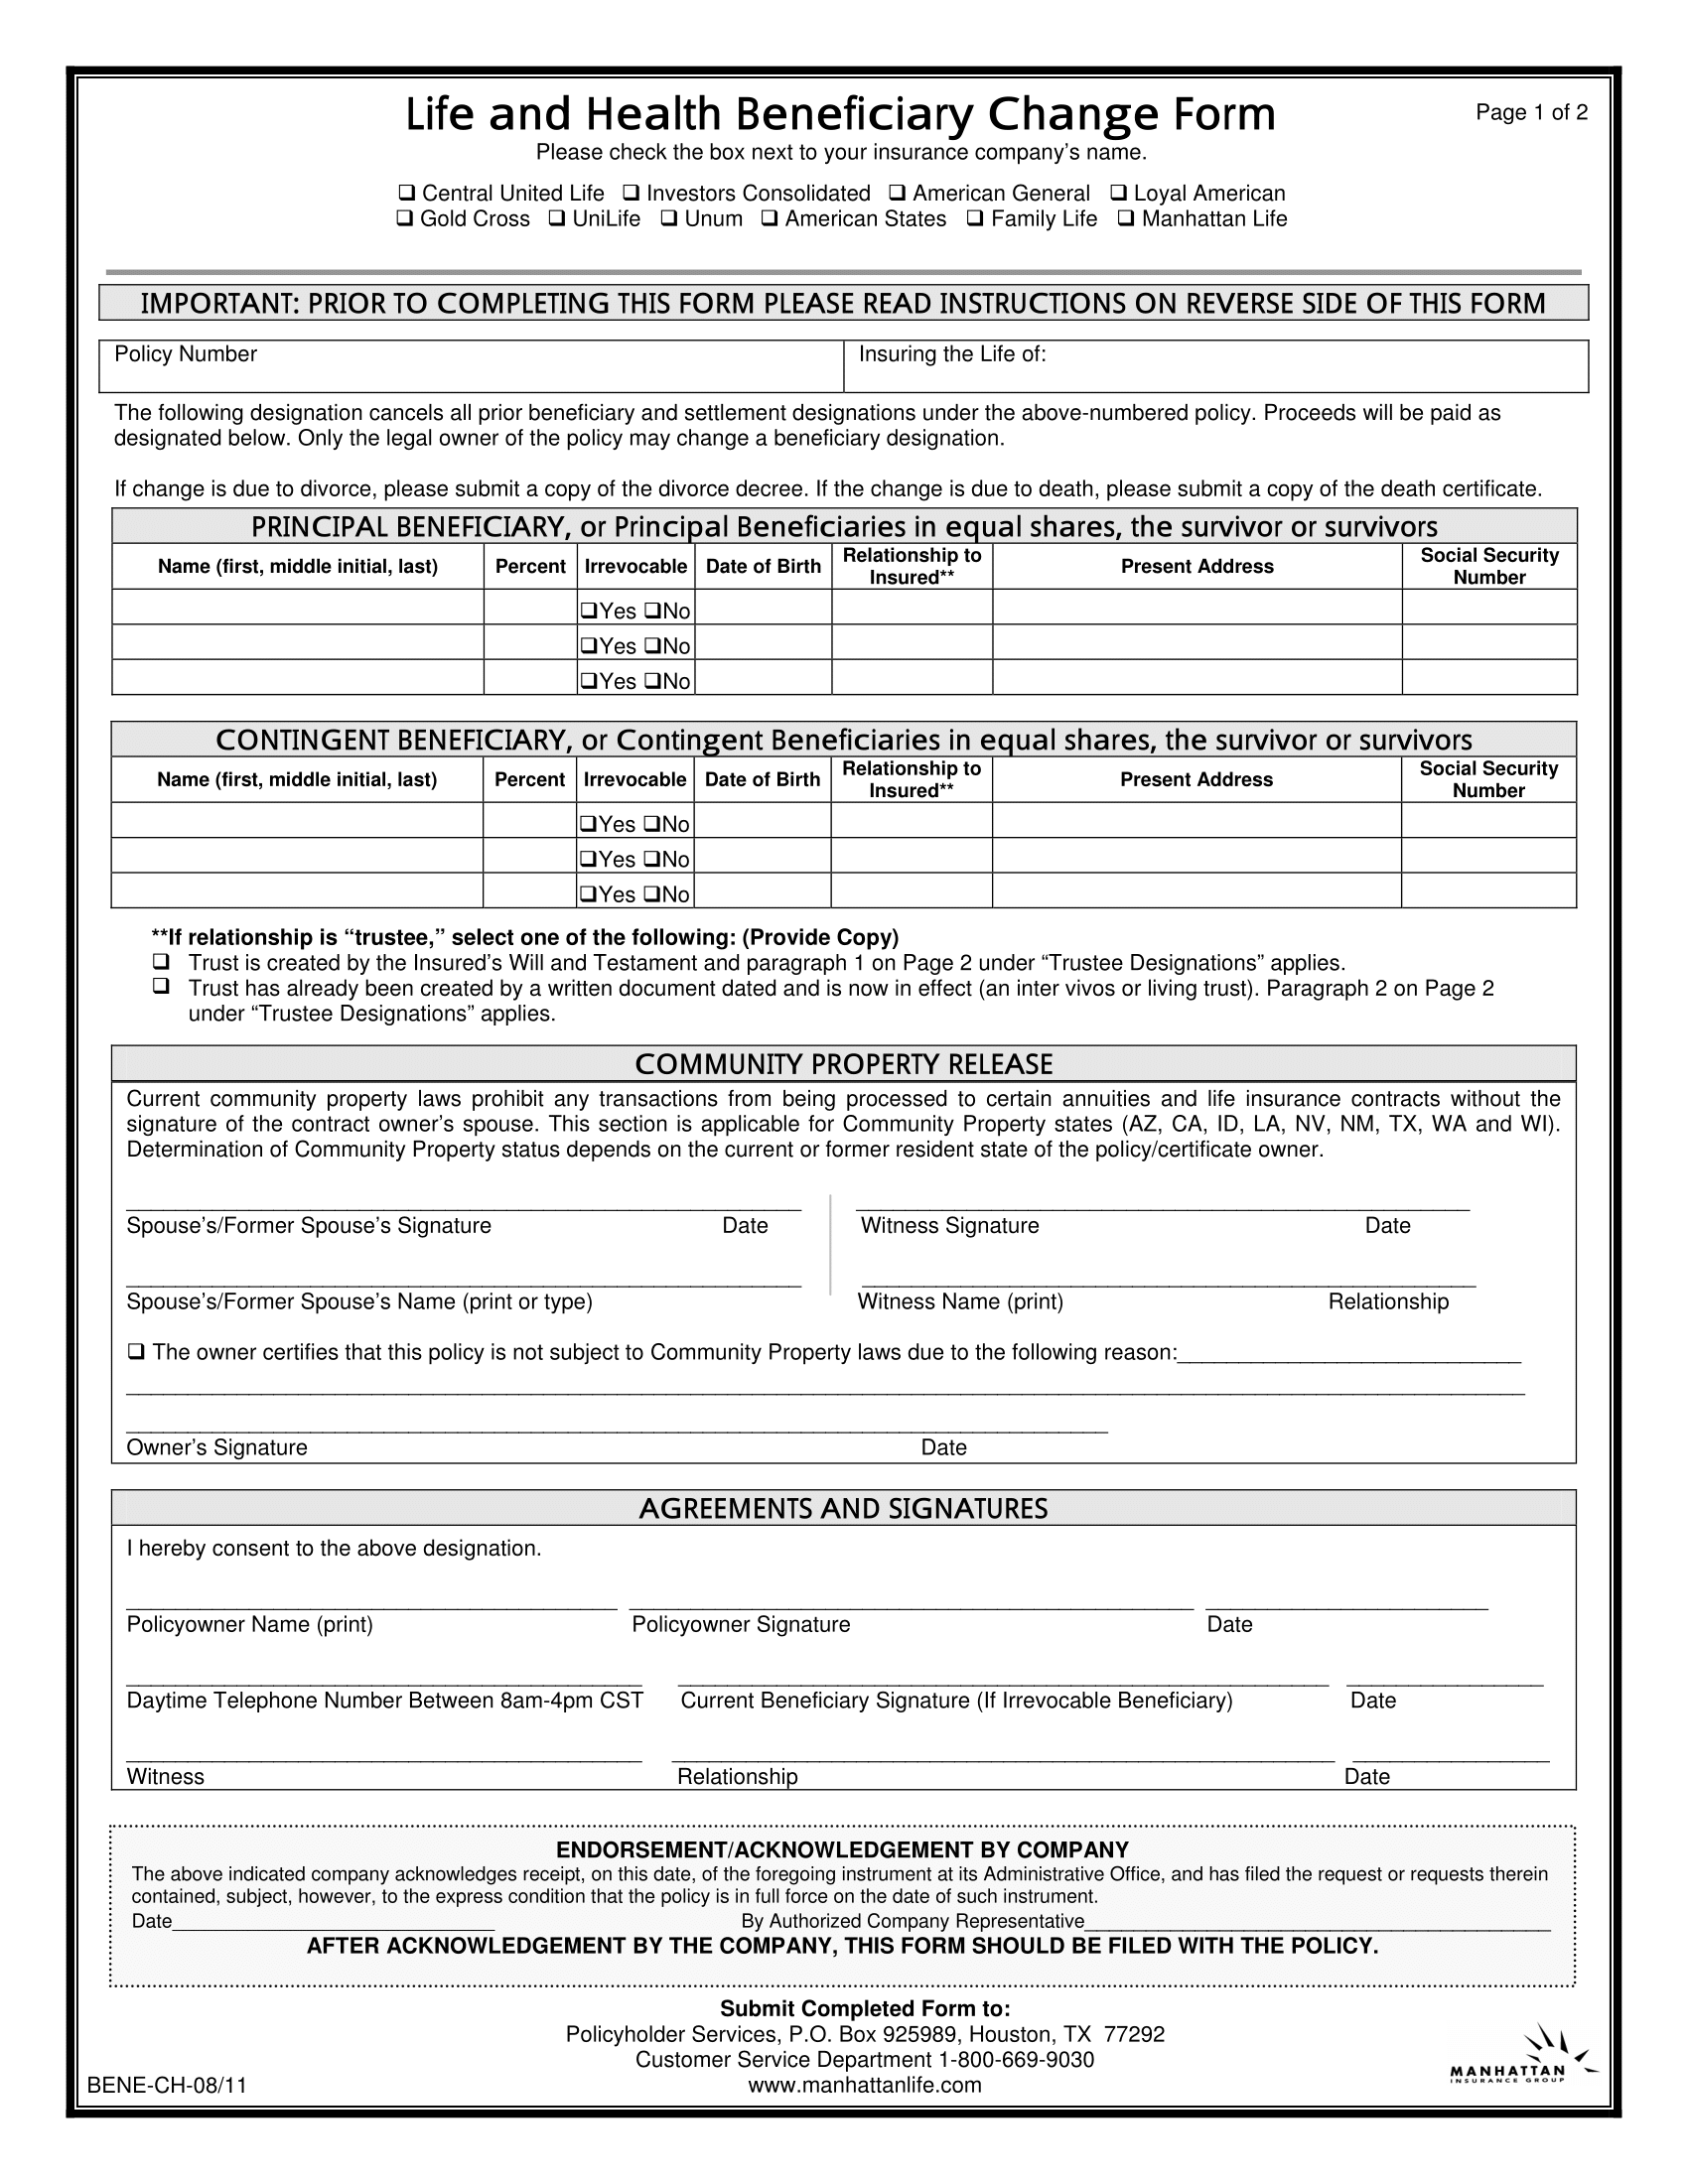 Life and Health Beneficiary Change Form
Page 1 of 2
Please check the box next to your insurance company’s name.
❑ Central United Life ❑ Investors Consolidated ❑ American General ❑ Loyal American
❑ Gold Cross ❑ UniLife ❑ Unum ❑ American States ❑ Family Life ❑ Manhattan Life
IMPORTANT: PRIOR TO COMPLETING THIS FORM PLEASE READ INSTRUCTIONS ON REVERSE SIDE OF THIS FORM
Policy Number Insuring the Life of:
The following designation cancels all prior beneficiary and settlement designations under the above-numbered policy. Proceeds will be paid as
designated below. Only the legal owner of the policy may change a beneficiary designation.
If change is due to divorce, please submit a copy of the divorce decree. If the change is due to death, please submit a copy of the death certificate.
PRINCIPAL BENEFICIARY, or Principal Beneficiaries in equal shares, the survivor or survivors
Name (first, middle initial, last) Percent Irrevocable Date of Birth Relationship to Insured** Present Address Social Security Number
❑Yes ❑No
❑Yes ❑No
❑Yes ❑No
CONTINGENT BENEFICIARY, or Contingent Beneficiaries in equal shares, the survivor or survivors
Name (first, middle initial, last) Percent Irrevocable Date of Birth Relationship to Insured** Present Address Social Security Number
❑Yes ❑No
❑Yes ❑No
❑Yes ❑No
**If relationship is “trustee,” select one of the following: (Provide Copy)
❑ Trust is created by the Insured’s Will and Testament and paragraph 1 on Page 2 under “Trustee Designations” applies.
❑ Trust has already been created by a written document dated and is now in effect (an inter vivos or living trust). Paragraph 2 on Page 2
under “Trustee Designations” applies.
COMMUNITY PROPERTY RELEASE
Current community property laws prohibit any transactions from being processed to certain annuities and life insurance contracts without the
signature of the contract owner’s spouse. This section is applicable for Community Property states (AZ, CA, ID, LA, NV, NM, TX, WA and WI).
Determination of Community Property status depends on the current or former resident state of the policy/certificate owner.
Spouse’s/Former Spouse’s Signature Date Witness Signature Date
Spouse’s/Former Spouse’s Name (print or type) Witness Name (print) Relationship
❑ The owner certifies that this policy is not subject to Community Property laws due to the following reason:
Owner’s Signature Date
AGREEMENTS AND SIGNATURES
I hereby consent to the above designation.
Policyowner Name (print) Policyowner Signature Date
Daytime Telephone Number Between 8am-4pm CST Current Beneficiary Signature (If Irrevocable Beneficiary) Date
Witness Relationship Date
ENDORSEMENT/ACKNOWLEDGEMENT BY COMPANY
The above indicated company acknowledges receipt, on this date, of the foregoing instrument at its Administrative Office, and has filed the request or requests therein
contained, subject, however, to the express condition that the policy is in full force on the date of such instrument.
Date By Authorized Company Representative
AFTER ACKNOWLEDGEMENT BY THE COMPANY, THIS FORM SHOULD BE FILED WITH THE POLICY.
Submit Completed Form to:
Policyholder Services, P.O. Box 925989, Houston, TX 77292
Customer Service Department 1-800-669-9030
www.manhattanlife.com
BENE-CH-08/11
MANHATTAN
INSURANCE GROUP